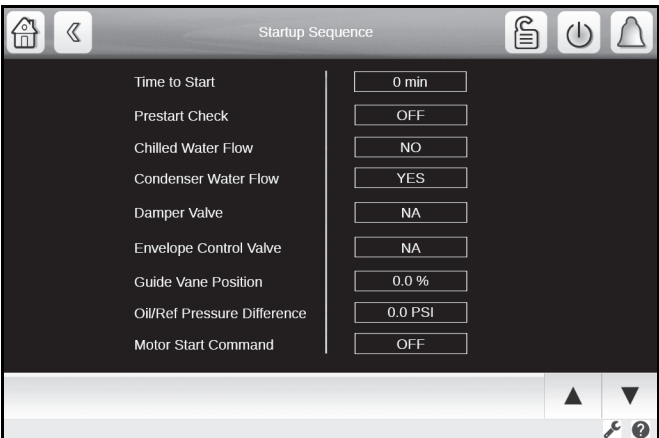 Startup Sequence
Time to Start 0 min
Prestart Check OFF
Chilled Water Flow NO
Condenser Water Flow YES
Damper Valve NA
Envelope Control Valve NA
Guide Vane Position 0.0 %
Oil/Ref Pressure Difference 0.0 PSI
Motor Start Command OFF
?